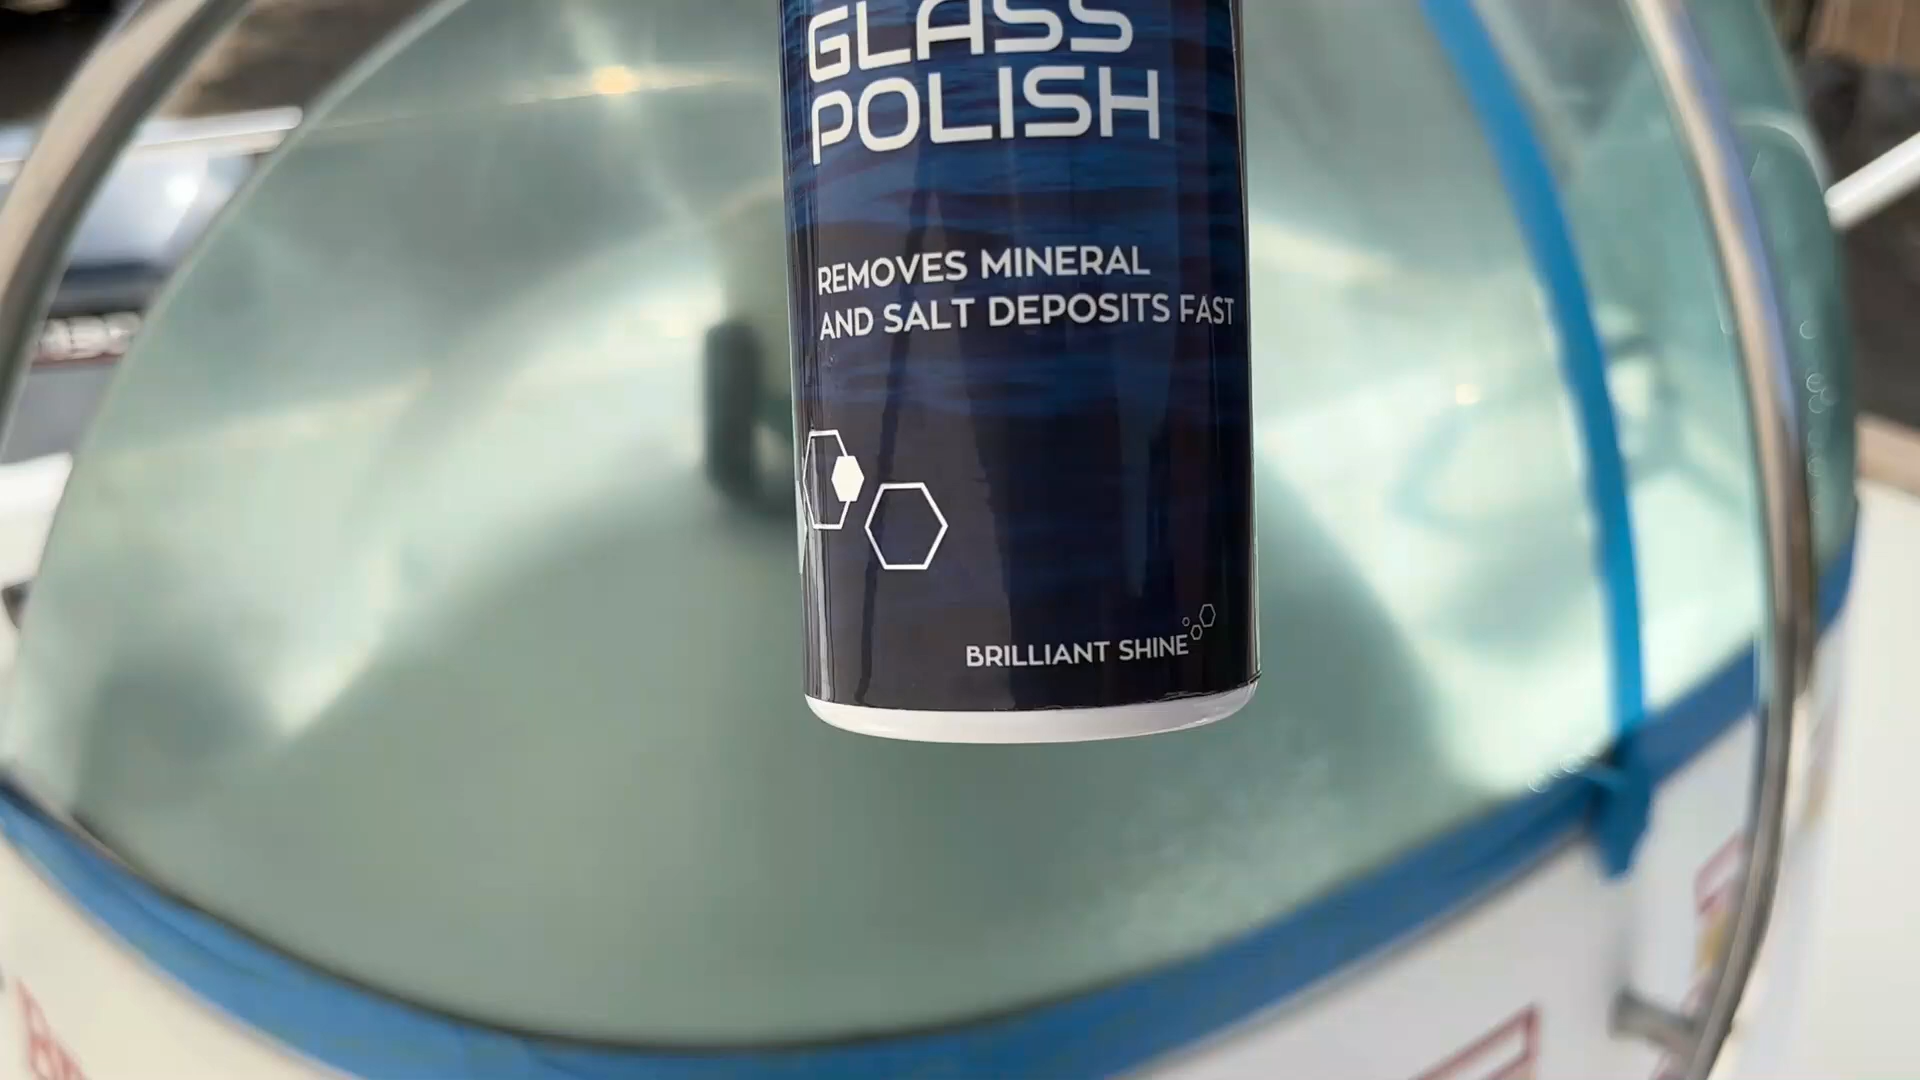 GLASS
POLISH
REMOVES MINERAL
AND SALT DEPOSITS FAST
BRILLIANT SHINE